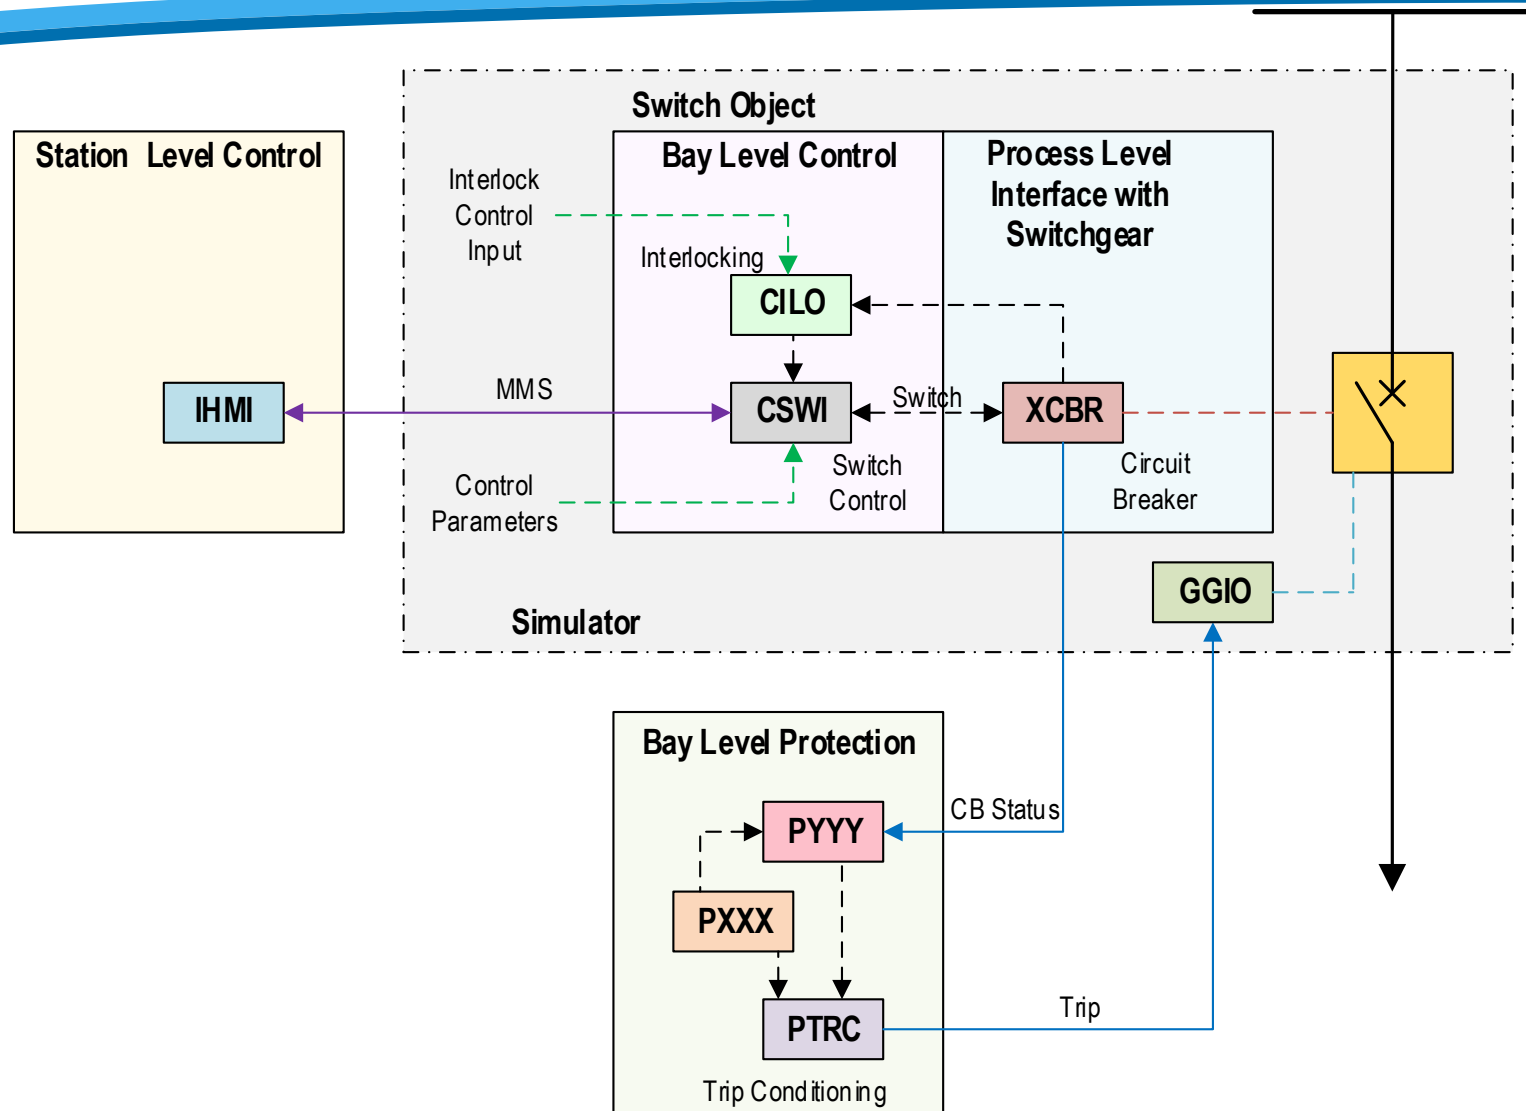 Switch Object
Station Level Control
Bay Level Control
Process Level
Interface with
Switchgear
Interlock
Control
Input
Interlocking
CILO
IHMI
MMS
CSWI
Switch
XCBR
Switch
Control
Circuit
Breaker
Control
Parameters
GGIO
Simulator
Bay Level Protection
CB Status
PYYY
PXXX
PTRC
Trip
Trip Conditioning